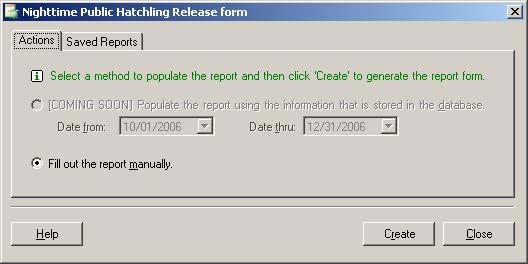 Nighttime Public Hatchling Release form
Actions Saved Reports
Select a method to populate the report and then click 'Create' to generate the report form.
[COMING SOON] Populate the report using the information that is stored in the database.
Date from: 10/01/2006 Date thru: 12/31/2006
Fill out the report manually.
Help Create Close